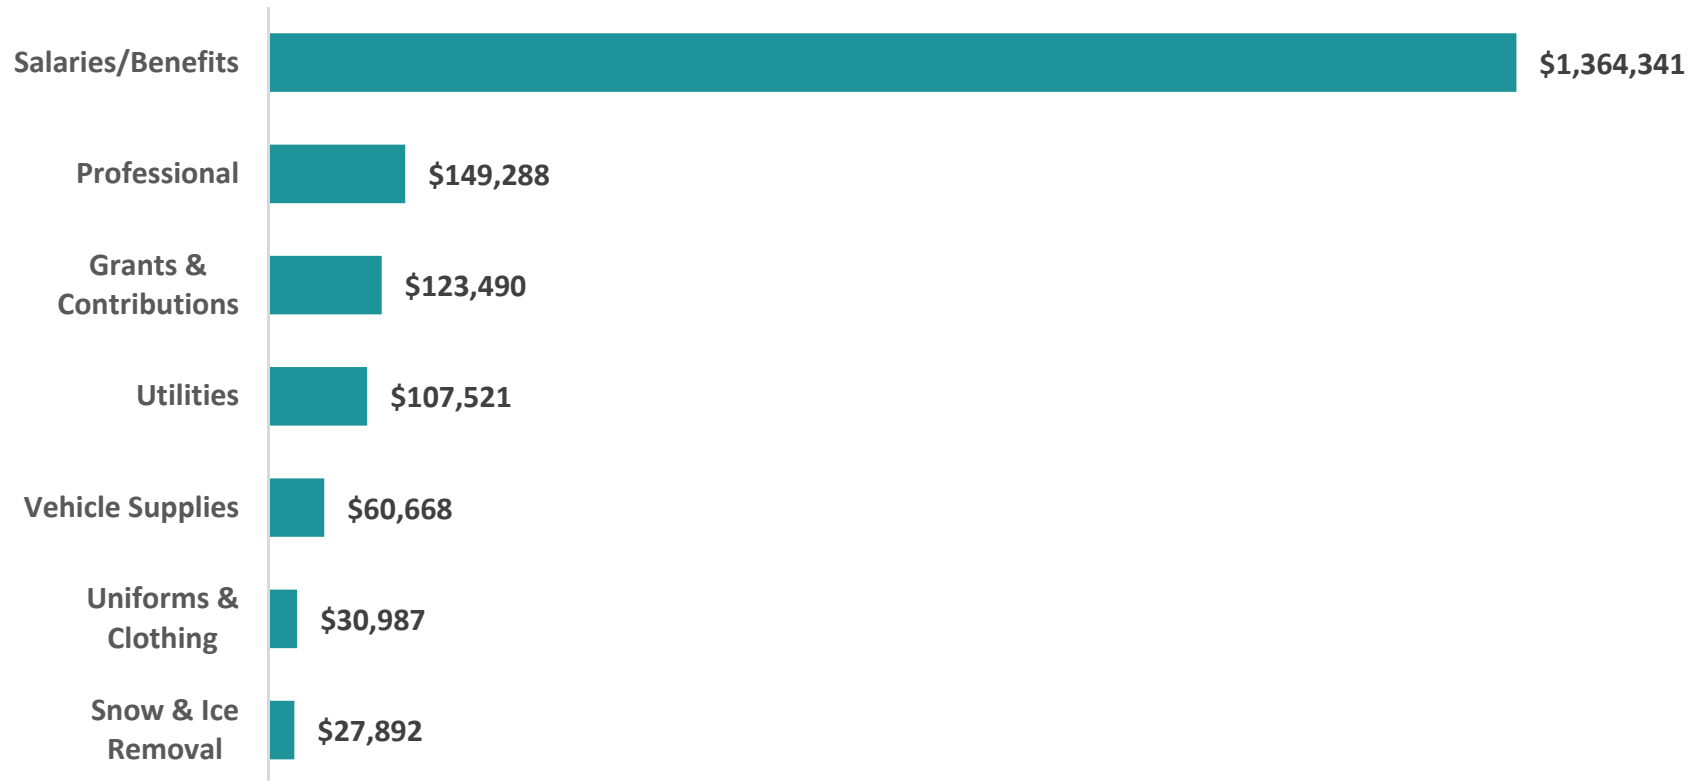 Salaries/Benefits
$1,364,341
Professional
$149,288
Grants &
Contributions
$123,490
Utilities
$107,521
Vehicle Supplies
$60,668
Uniforms &
Clothing
$30,987
Snow & Ice
Removal
$27,892